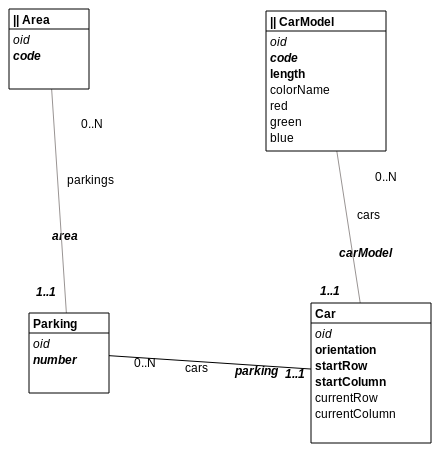 || Area
oid
code
0..N
parkings
area
1..1
|| CarModel
oid
code
length
colorName
red
green
blue
0..N
cars
carModel
1..1
Parking
oid
number
0..N
cars
parking
1..1
Car
oid
orientation
startRow
startColumn
currentRow
currentColumn